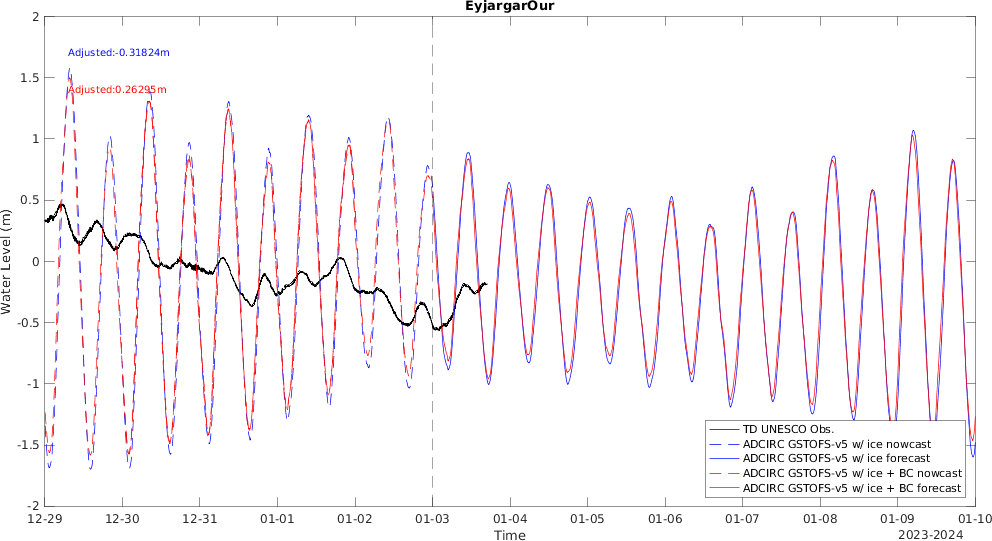 EyjargarOur
Adjusted:-0.31824m
Adjusted:0.26295m
Water Level (m)
2
1.5
1
0.5
0
-0.5
-1
-1.5
-2
TD UNESCO Obs.
ADCIRC GSTOFS-v5 w/ ice nowcast
ADCIRC GSTOFS-v5 w/ ice forecast
ADCIRC GSTOFS-v5 w/ ice + BC nowcast
ADCIRC GSTOFS-v5 w/ ice + BC forecast
12-29 12-30 12-31 01-01 01-02 01-03 01-04 01-05 01-06 01-07 01-08 01-09 01-10
Time
2023-2024